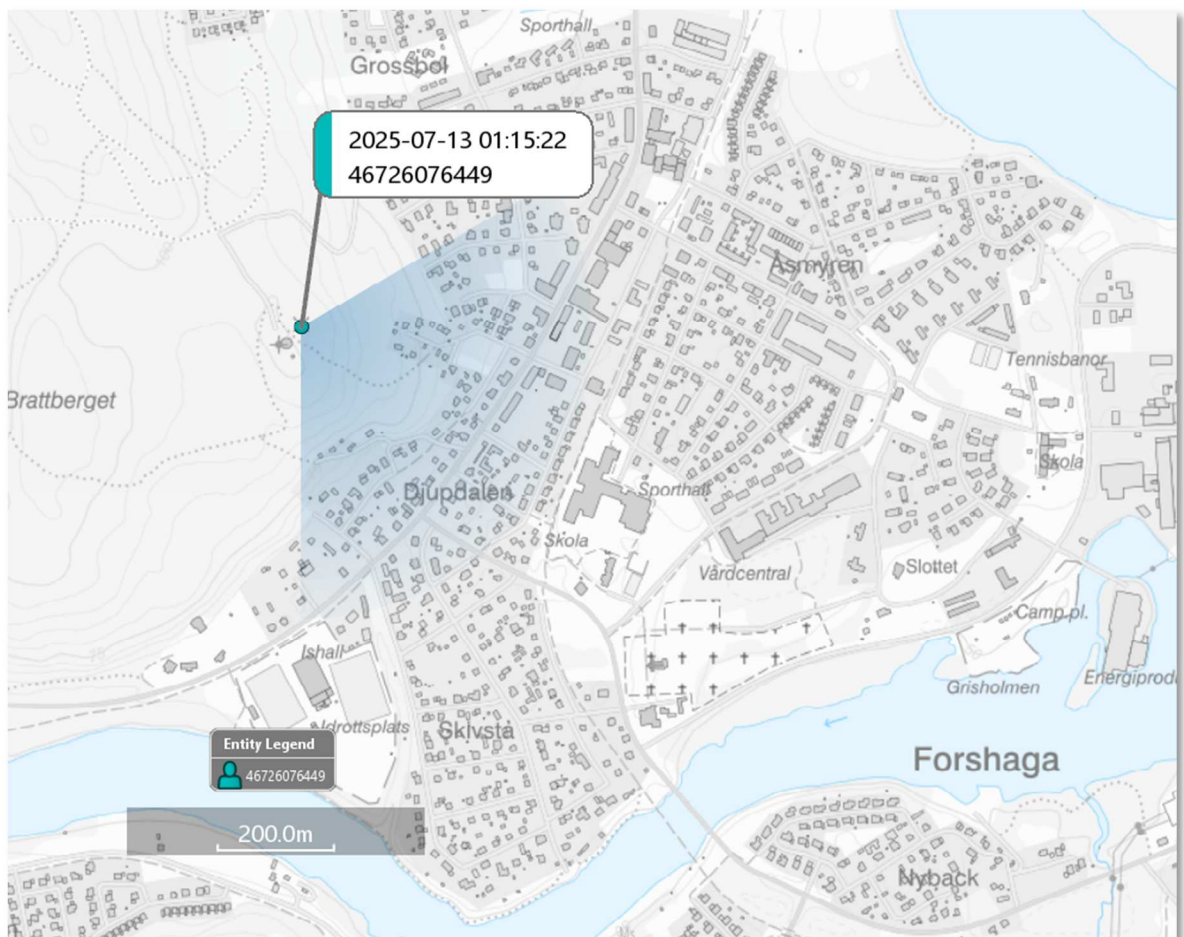 Sporthall
Grossbol
2025-07-13 01:15:22
46726076449
Åsmyren
Tennisbanor
Brattberget
Skola
Djupdalen
Sporthall
Skola
Vårdcentral
Slottet
Camp.pl.
Ishall
Grisholmen
Energiprod
Idrottsplats
Skivsta
Entity Legend
46726076449
Forshaga
200.0m
Nyback